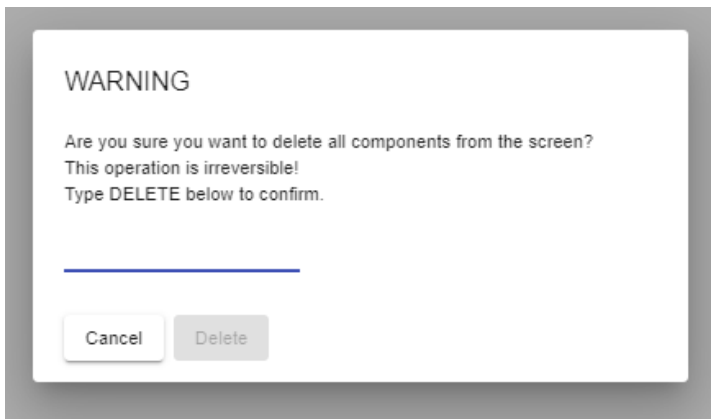 WARNING
Are you sure you want to delete all components from the screen?
This operation is irreversible!
Type DELETE below to confirm.
Cancel Delete